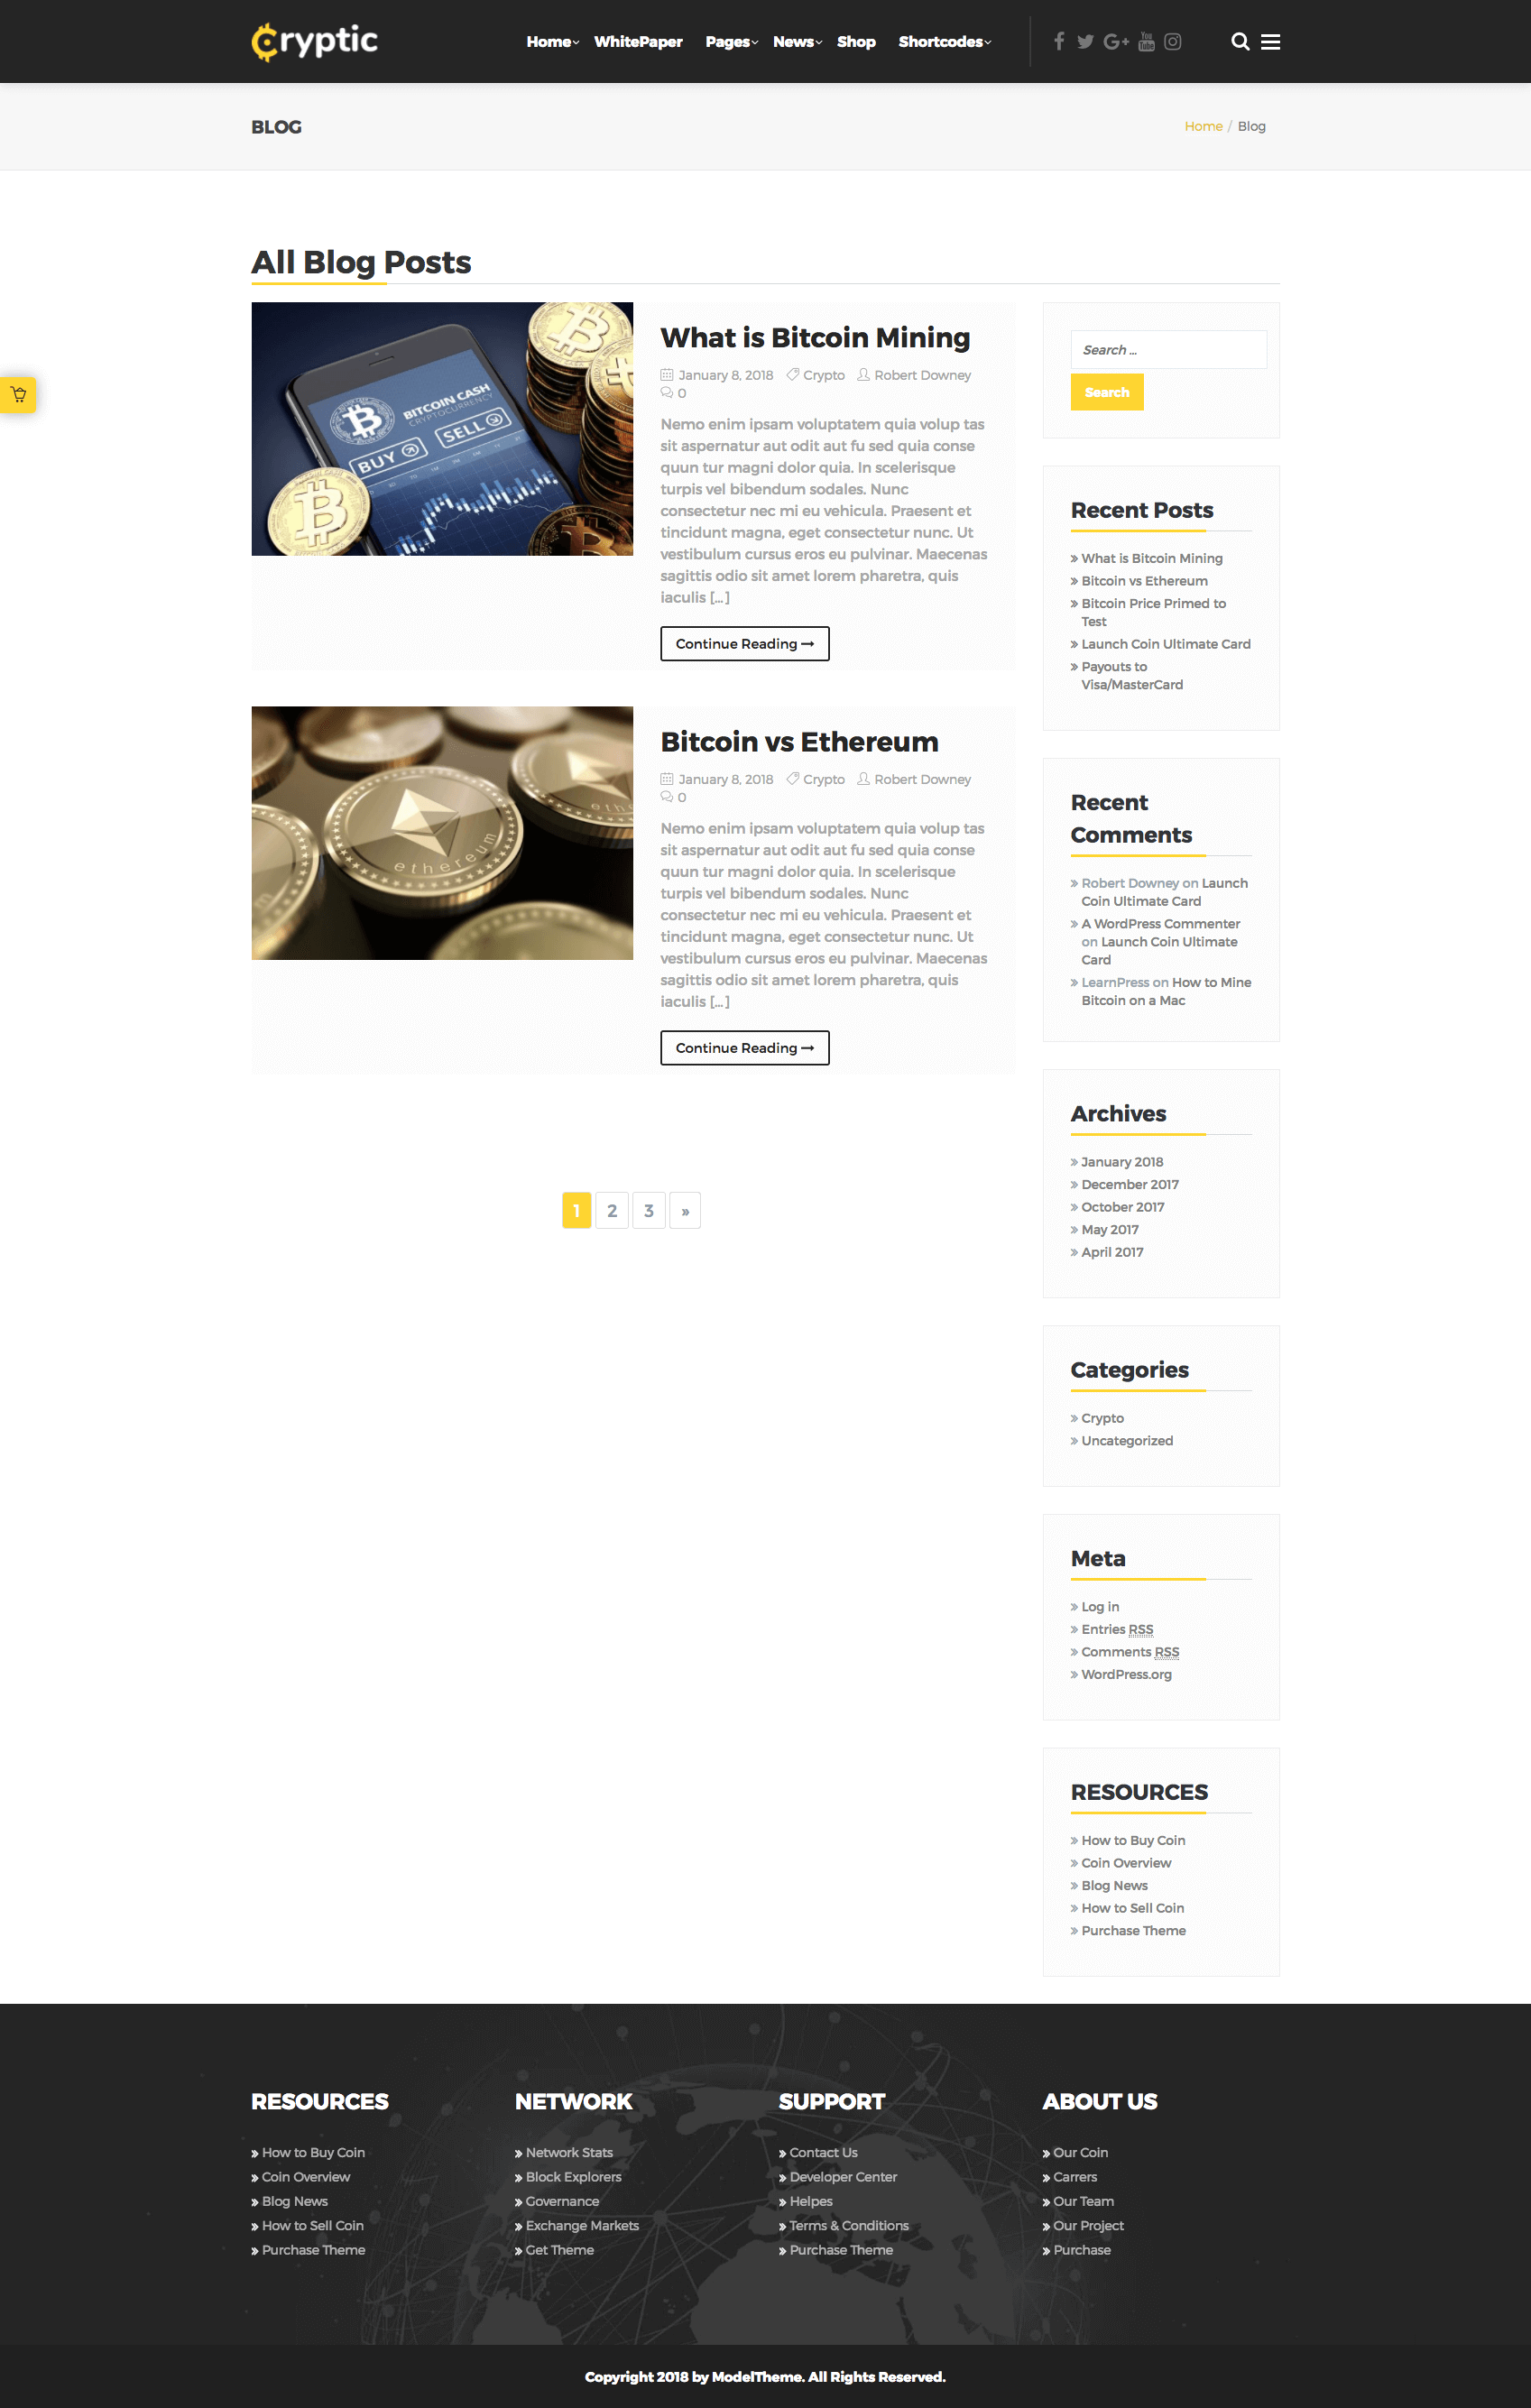 Cryptic
Home WhitePaper Pages News Shop Shortcodes
BLOG
Home / Blog
All Blog Posts
BITCOIN CASH
CRYPTOCURRENCY
BUY
SELL
What is Bitcoin Mining
January 8, 2018 Crypto Robert Downey
0
Nemo enim ipsam voluptatem quia volup tas
sit aspernatur aut odit aut fu sed quia conse
quun tur magni dolor quia. In scelerisque
turpis vel bibendum sodales. Nunc
consectetur nec mi eu vehicula. Praesent et
tincidunt magna, eget consectetur nunc. Ut
vestibulum cursus eros eu pulvinar. Maecenas
sagittis odio sit amet lorem pharetra, quis
iaculis [...]
Continue Reading
ethereum
eth
Bitcoin vs Ethereum
January 8, 2018 Crypto Robert Downey
0
Nemo enim ipsam voluptatem quia volup tas
sit aspernatur aut odit aut fu sed quia conse
quun tur magni dolor quia. In scelerisque
turpis vel bibendum sodales. Nunc
consectetur nec mi eu vehicula. Praesent et
tincidunt magna, eget consectetur nunc. Ut
vestibulum cursus eros eu pulvinar. Maecenas
sagittis odio sit amet lorem pharetra, quis
iaculis [...]
Continue Reading
1 2 3 »
Search ...
Search
Recent Posts
» What is Bitcoin Mining
» Bitcoin vs Ethereum
» Bitcoin Price Primed to
Test
» Launch Coin Ultimate Card
» Payouts to
Visa/MasterCard
Recent
Comments
» Robert Downey on Launch
Coin Ultimate Card
» A WordPress Commenter
on Launch Coin Ultimate
Card
» LearnPress on How to Mine
Bitcoin on a Mac
Archives
» January 2018
» December 2017
» October 2017
» May 2017
» April 2017
Categories
» Crypto
» Uncategorized
Meta
» Log in
» Entries RSS
» Comments RSS
» WordPress.org
RESOURCES
» How to Buy Coin
» Coin Overview
» Blog News
» How to Sell Coin
» Purchase Theme
RESOURCES
» How to Buy Coin
» Coin Overview
» Blog News
» How to Sell Coin
» Purchase Theme
NETWORK
» Network Stats
» Block Explorers
» Governance
» Exchange Markets
» Get Theme
SUPPORT
» Contact Us
» Developer Center
» Helpes
» Terms & Conditions
» Purchase Theme
ABOUT US
» Our Coin
» Carrers
» Our Team
» Our Project
» Purchase
Copyright 2018 by ModelTheme. All Rights Reserved.